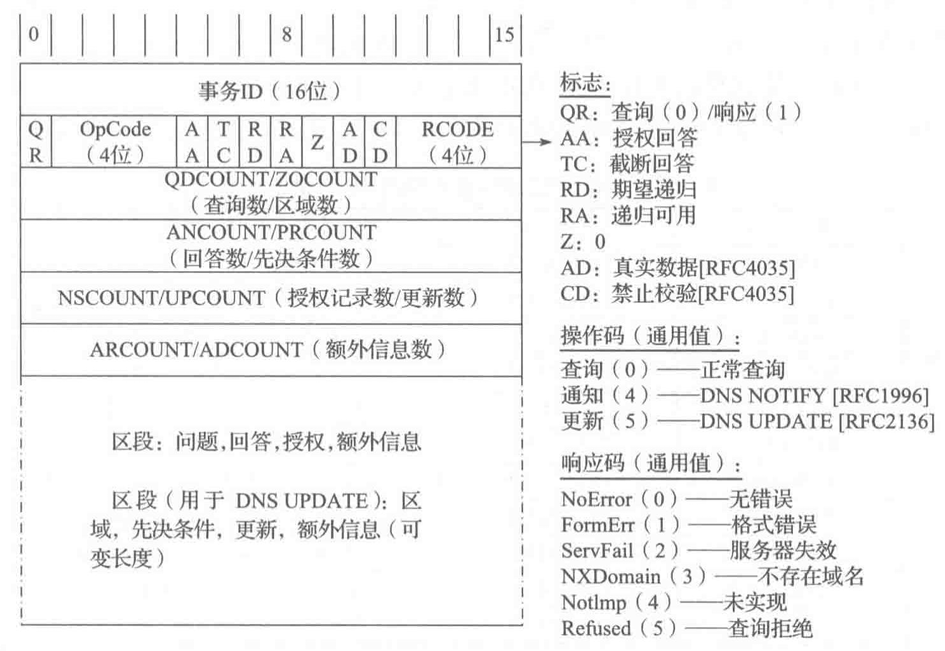 0 8 15
事务ID（16位）
QR OpCode（4位） AA TC RD RA Z AD CD RCODE（4位）
QDCOUNT/ZOCOUNT
（查询数/区域数）
ANCOUNT/PRCOUNT
（回答数/先决条件数）
NSCOUNT/UPCOUNT（授权记录数/更新数）
ARCOUNT/ADCOUNT（额外信息数）
区段：问题,回答,授权,额外信息
区段（用于 DNS UPDATE）：区
域，先决条件，更新，额外信息（可
变长度）
标志：
QR：查询（0）/响应（1）
AA：授权回答
TC：截断回答
RD：期望递归
RA：递归可用
Z：0
AD：真实数据[RFC4035]
CD：禁止校验[RFC4035]
操作码（通用值）：
查询（0）——正常查询
通知（4）——DNS NOTIFY [RFC1996]
更新（5）——DNS UPDATE [RFC2136]
响应码（通用值）：
NoError（0）——无错误
FormErr（1）——格式错误
ServFail（2）——服务器失效
NXDomain（3）——不存在域名
Notlmp（4）——未实现
Refused（5）——查询拒绝